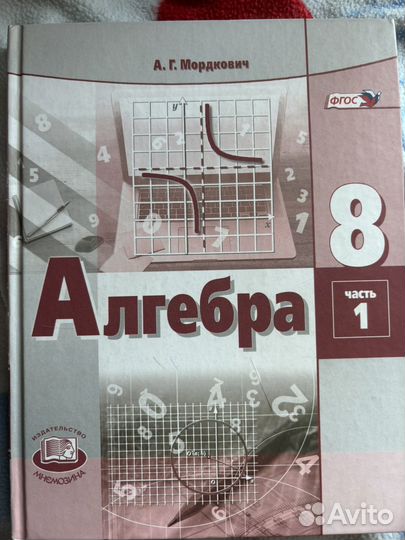 А. Г. Мордкович
ФГОС
y
x
8
Алгебра
часть
1
ИЗДАТЕЛЬСТВО
МНЕМОЗИНА
Avito